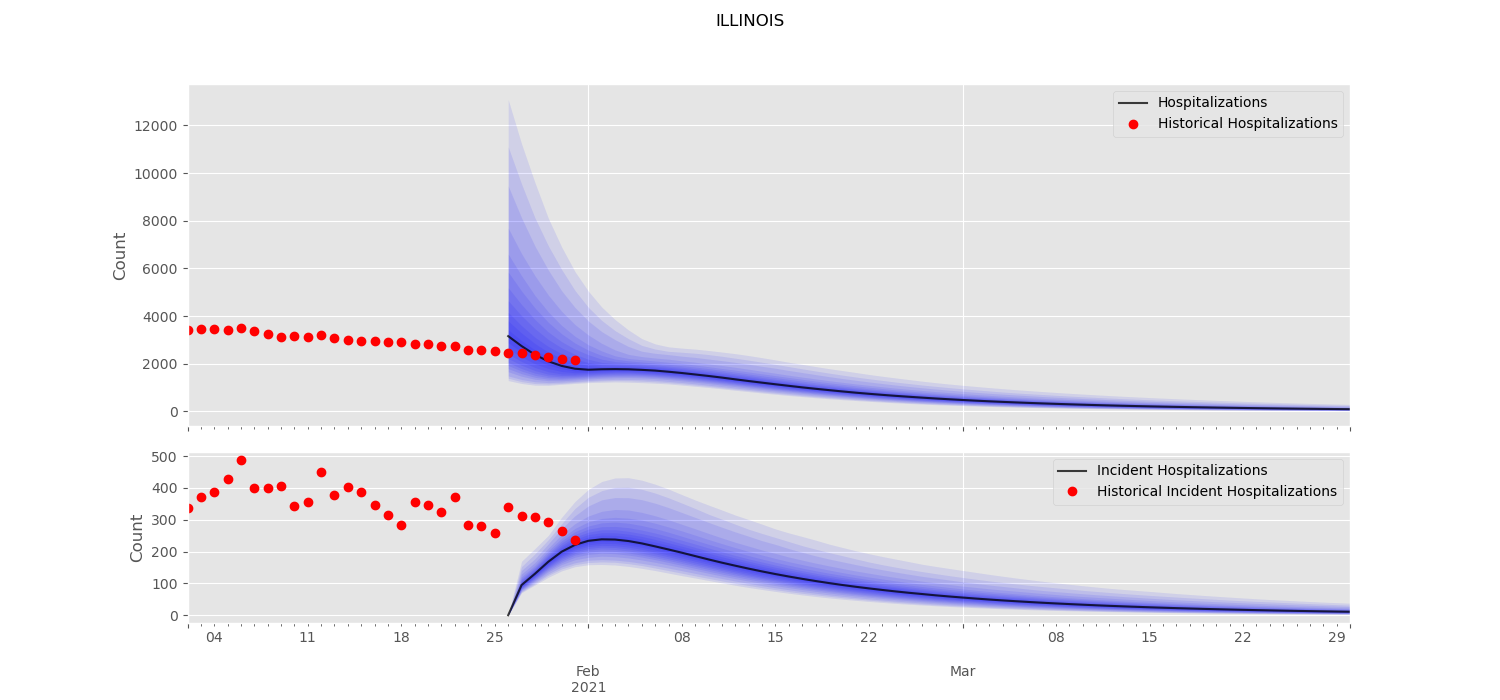 ILLINOIS
Hospitalizations
Historical Hospitalizations
12000
10000
8000
6000
4000
2000
0
Count
Incident Hospitalizations
Historical Incident Hospitalizations
500
400
300
200
100
0
Count
04 11 18 25 08 15 22 08 15 22 29
Feb Mar
2021